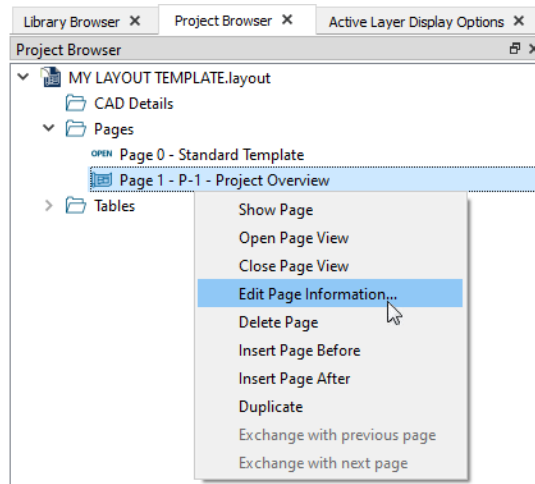 Library Browser × Project Browser × Active Layer Display Options ×
Project Browser
MY LAYOUT TEMPLATE.layout
CAD Details
Pages
OPEN Page 0 - Standard Template
Page 1 - P-1 - Project Overview
Tables
Show Page
Open Page View
Close Page View
Edit Page Information...
Delete Page
Insert Page Before
Insert Page After
Duplicate
Exchange with previous page
Exchange with next page